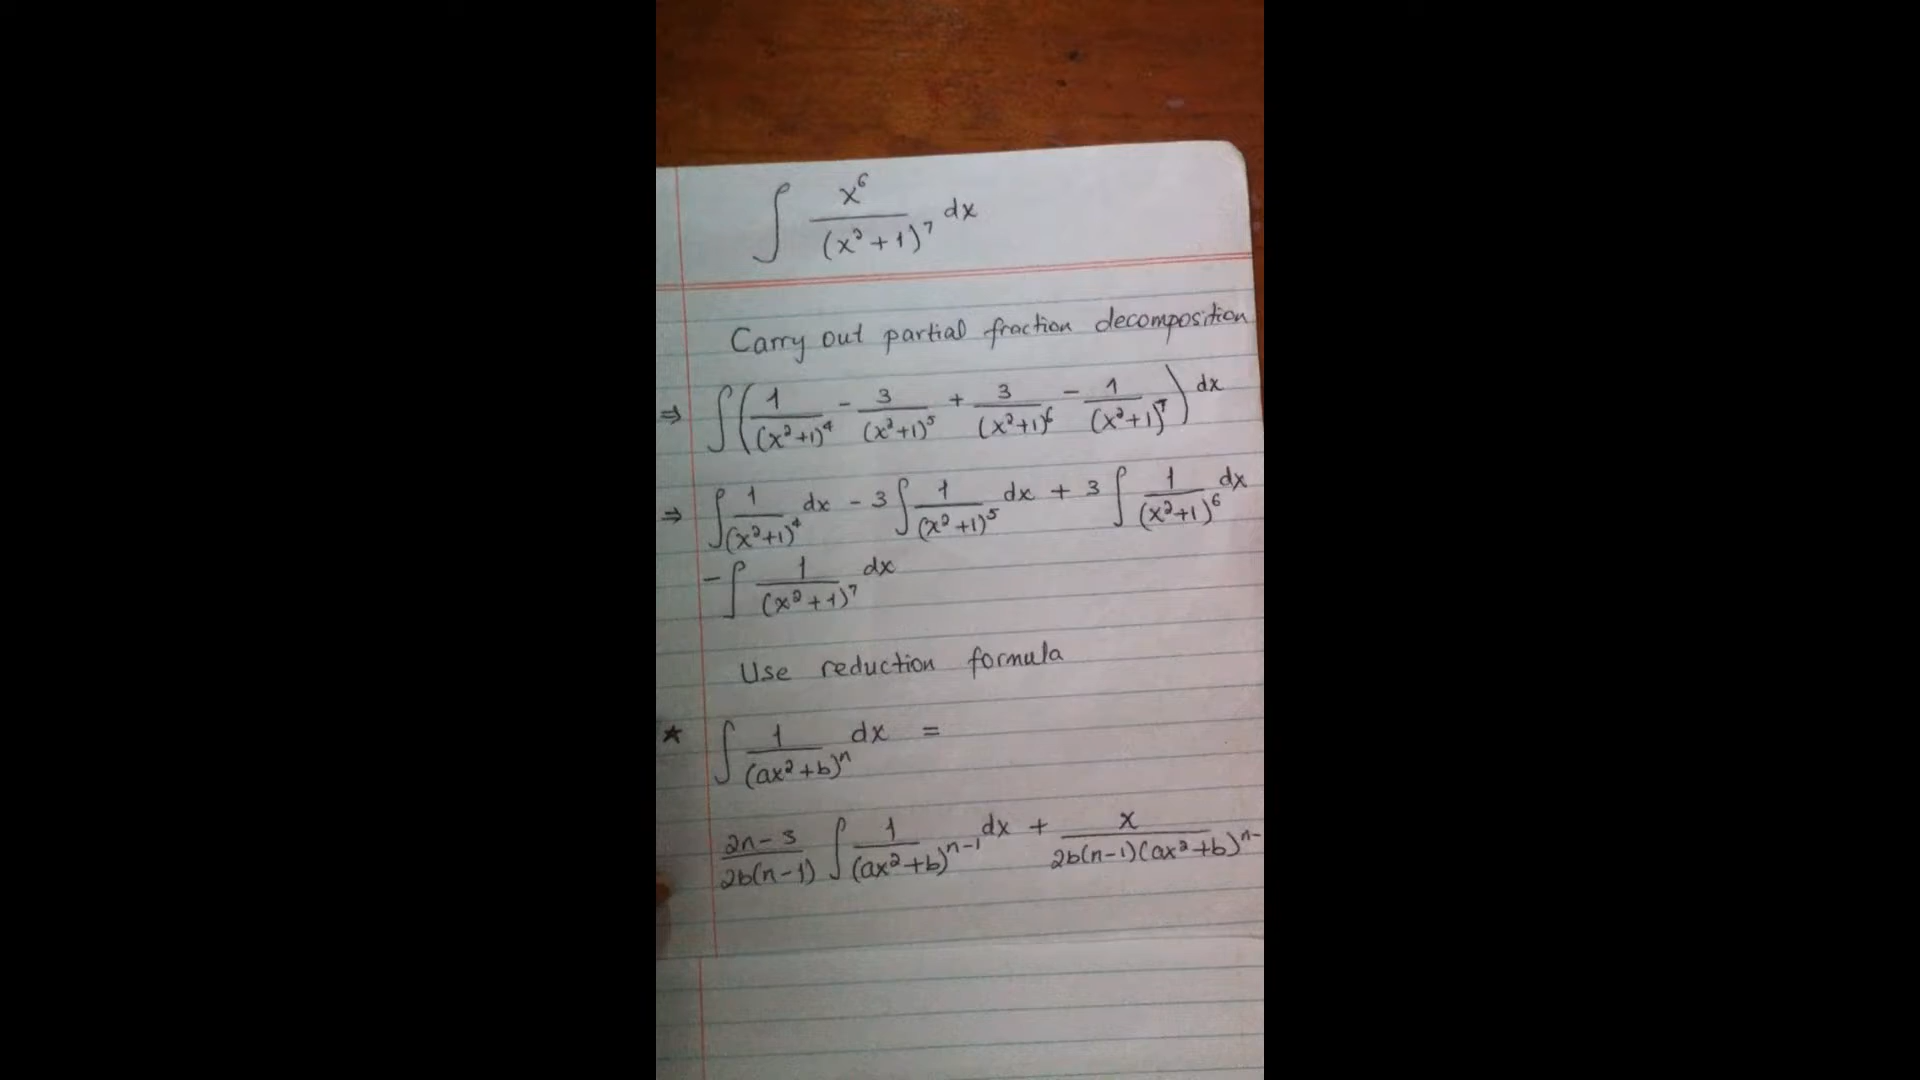 ∫ x⁶/(x²+1)⁷ dx
Carry out partial fraction decomposition
⇒ ∫(1/(x²+1)⁴ - 3/(x²+1)⁵ + 3/(x²+1)⁶ - 1/(x²+1)⁷) dx
⇒ ∫ 1/(x²+1)⁴ dx - 3∫ 1/(x²+1)⁵ dx + 3∫ 1/(x²+1)⁶ dx
-∫ 1/(x²+1)⁷ dx
Use reduction formula
★ ∫ 1/(ax²+b)ⁿ dx =
(2n-3)/(2b(n-1)) ∫ 1/(ax²+b)ⁿ⁻¹ dx + x/(2b(n-1)(ax²+b)ⁿ⁻